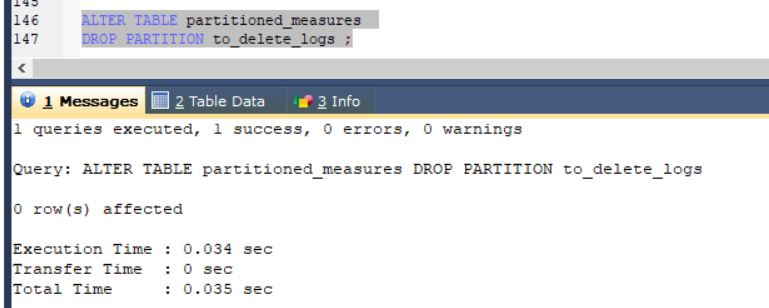 145
146 ALTER TABLE partitioned_measures
147 DROP PARTITION to_delete_logs ;
1 Messages 2 Table Data 3 Info
1 queries executed, 1 success, 0 errors, 0 warnings
Query: ALTER TABLE partitioned_measures DROP PARTITION to_delete_logs
0 row(s) affected
Execution Time : 0.034 sec
Transfer Time : 0 sec
Total Time : 0.035 sec